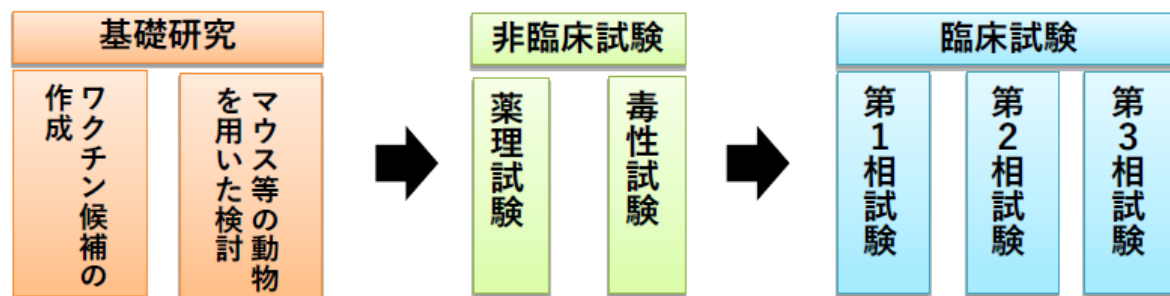 基礎研究
ワクチン候補の
作成
マウス等の動物
を用いた検討
非臨床試験
薬理試験
毒性試験
臨床試験
第1相試験
第2相試験
第3相試験